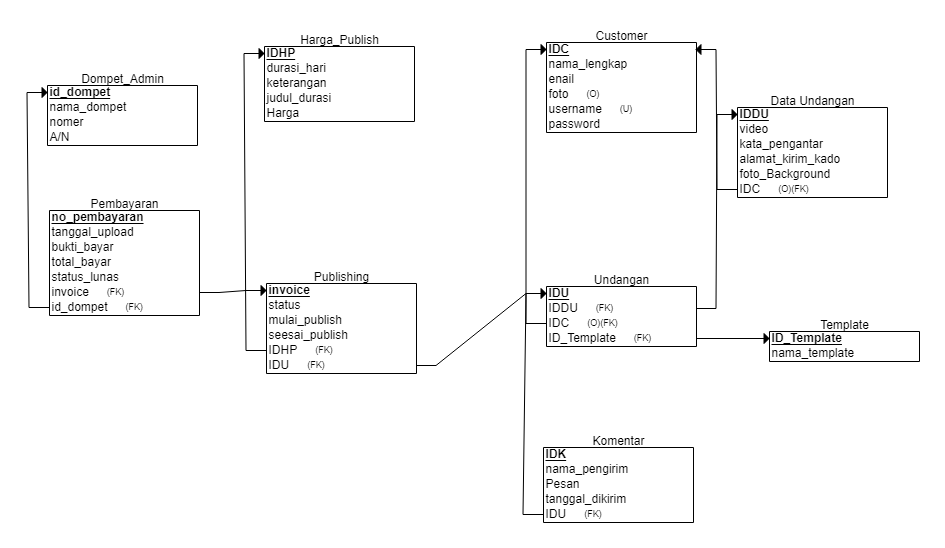 Dompet_Admin
id_dompet
nama_dompet
nomer
A/N
Harga_Publish
IDHP
durasi_hari
keterangan
judul_durasi
Harga
Customer
IDC
nama_lengkap
enail
foto (O)
username (U)
password
Data Undangan
IDDU
video
kata_pengantar
alamat_kirim_kado
foto_Background
IDC (O)(FK)
Pembayaran
no_pembayaran
tanggal_upload
bukti_bayar
total_bayar
status_lunas
invoice (FK)
id_dompet (FK)
Publishing
invoice
status
mulai_publish
seesai_publish
IDHP (FK)
IDU (FK)
Undangan
IDU
IDDU (FK)
IDC (O)(FK)
ID_Template (FK)
Template
ID_Template
nama_template
Komentar
IDK
nama_pengirim
Pesan
tanggal_dikirim
IDU (FK)